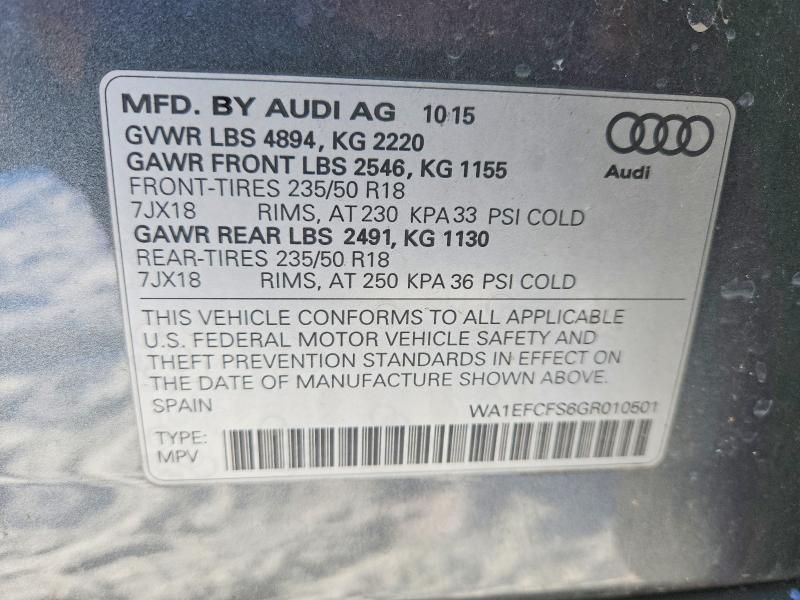 MFD. BY AUDI AG 10 15
GVWR LBS 4894, KG 2220
GAWR FRONT LBS 2546, KG 1155
FRONT-TIRES 235/50 R18
7JX18 RIMS, AT 230 KPA 33 PSI COLD
GAWR REAR LBS 2491, KG 1130
REAR-TIRES 235/50 R18
7JX18 RIMS, AT 250 KPA 36 PSI COLD
Audi
THIS VEHICLE CONFORMS TO ALL APPLICABLE
U.S. FEDERAL MOTOR VEHICLE SAFETY AND
THEFT PREVENTION STANDARDS IN EFFECT ON
THE DATE OF MANUFACTURE SHOWN ABOVE.
SPAIN WA1EFCFS6GR010501
TYPE:
MPV